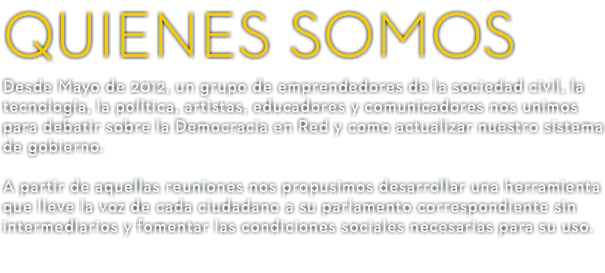 QUIENES SOMOS
Desde Mayo de 2012, un grupo de emprendedores de la sociedad civil, la
tecnología, la política, artistas, educadores y comunicadores nos unimos
para debatir sobre la Democracia en Red y como actualizar nuestro sistema
de gobierno.
A partir de aquellas reuniones nos propusimos desarrollar una herramienta
que lleve la voz de cada ciudadano a su parlamento correspondiente sin
intermediarios y fomentar las condiciones sociales necesarias para su uso.